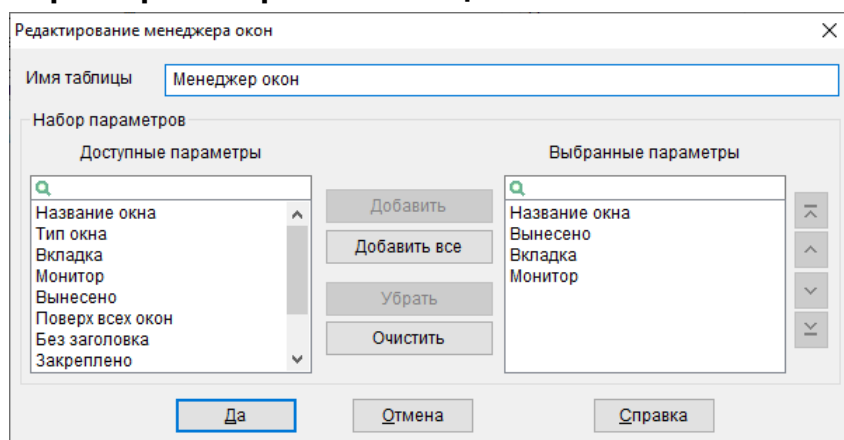 Редактирование менеджера окон
Имя таблицы Менеджер окон
Набор параметров
Доступные параметры
Название окна
Тип окна
Вкладка
Монитор
Вынесено
Поверх всех окон
Без заголовка
Закреплено
Добавить
Добавить все
Убрать
Очистить
Выбранные параметры
Название окна
Вынесено
Вкладка
Монитор
Да Отмена Справка